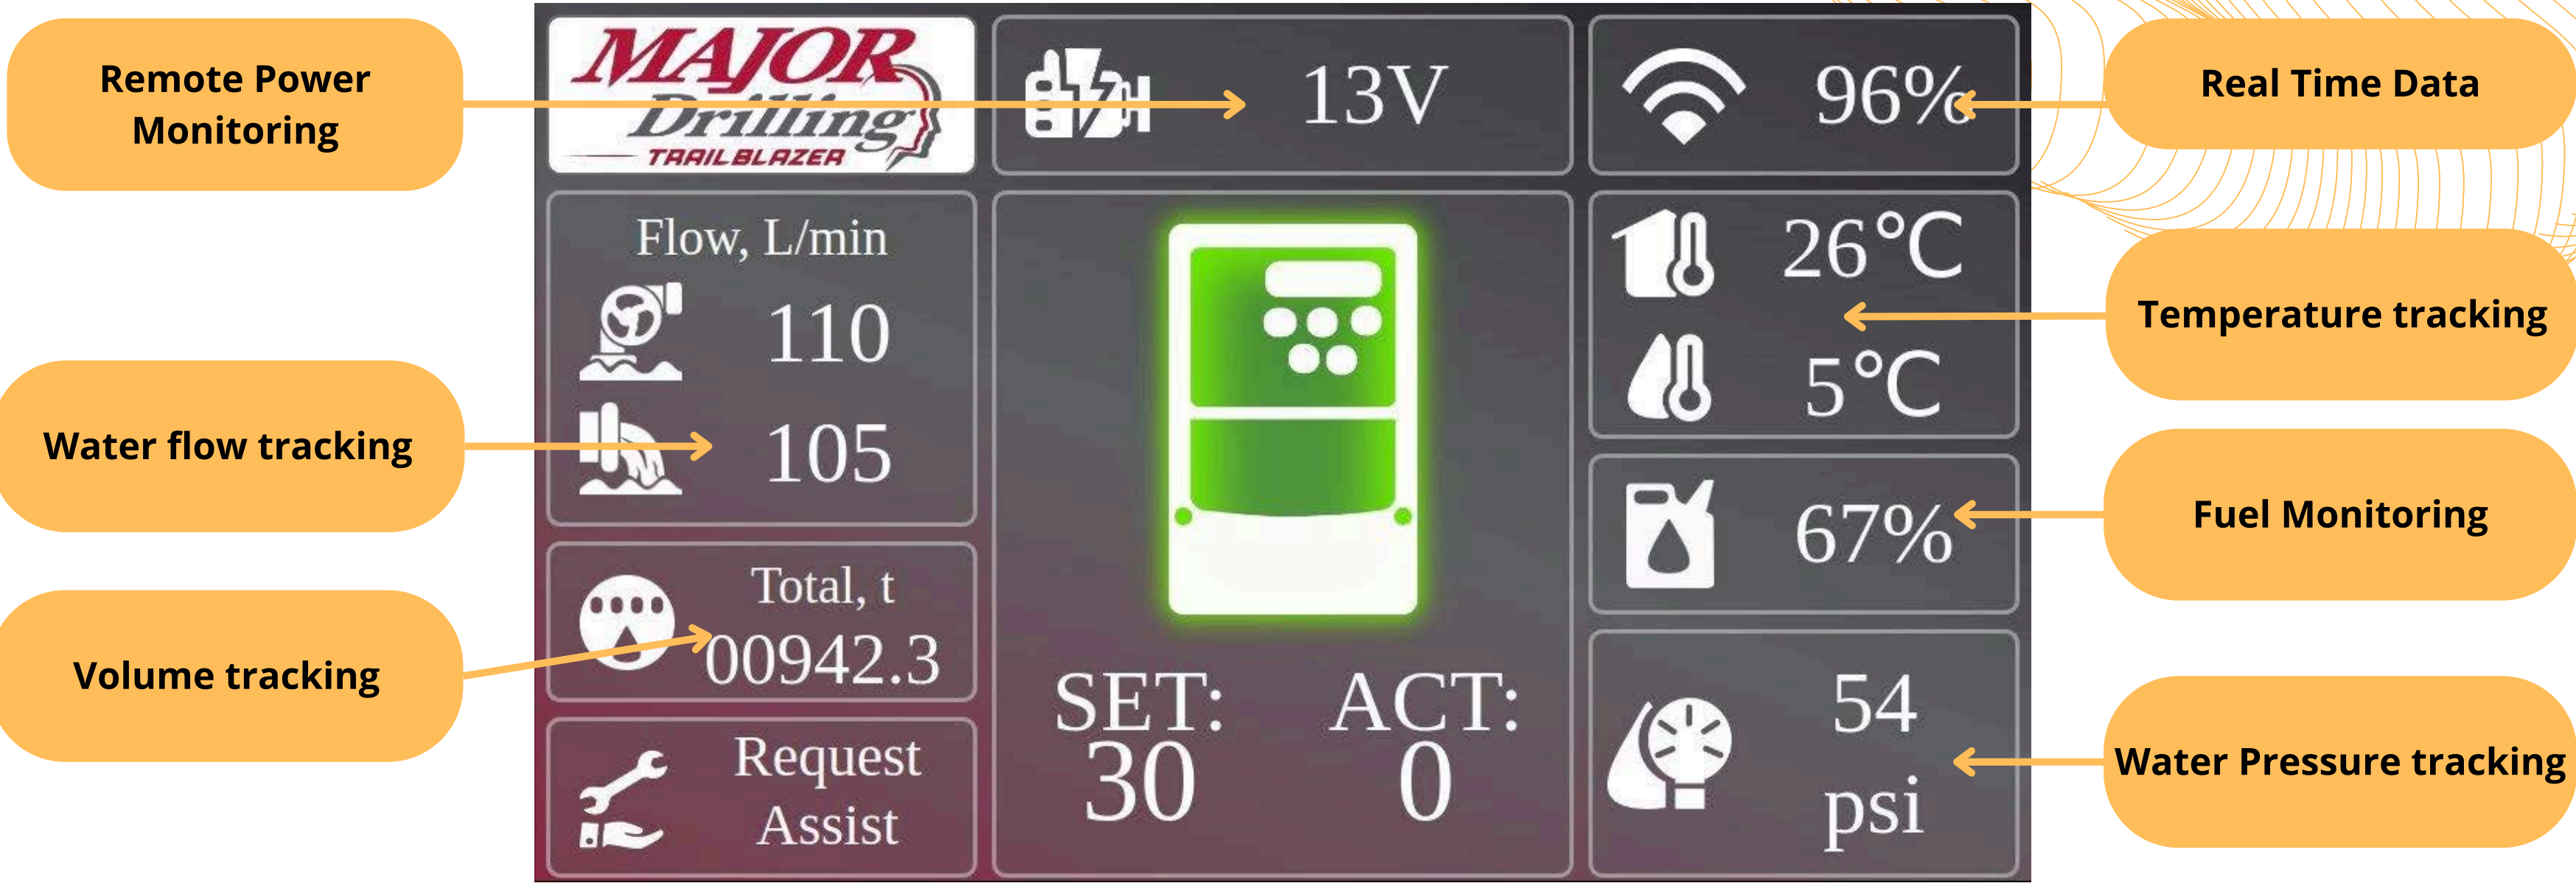 Remote Power
Monitoring
Water flow tracking
Volume tracking
MAJOR
Drilling
TRAILBLAZER
13V
96%
Flow, L/min
110
105
Total, t
00942.3
Request
Assist
SET:
30
ACT:
0
26°C
5°C
67%
54
psi
Real Time Data
Temperature tracking
Fuel Monitoring
Water Pressure tracking